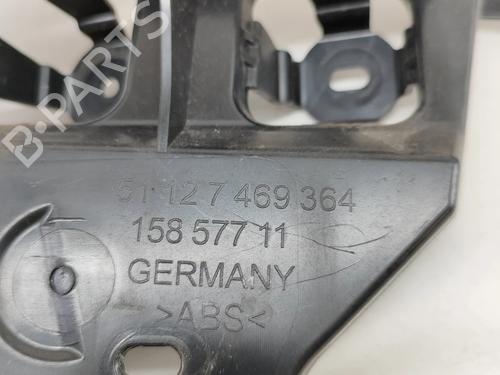 B-PARTS
51 12 7 469 364
158 577 11
GERMANY
>ABS<